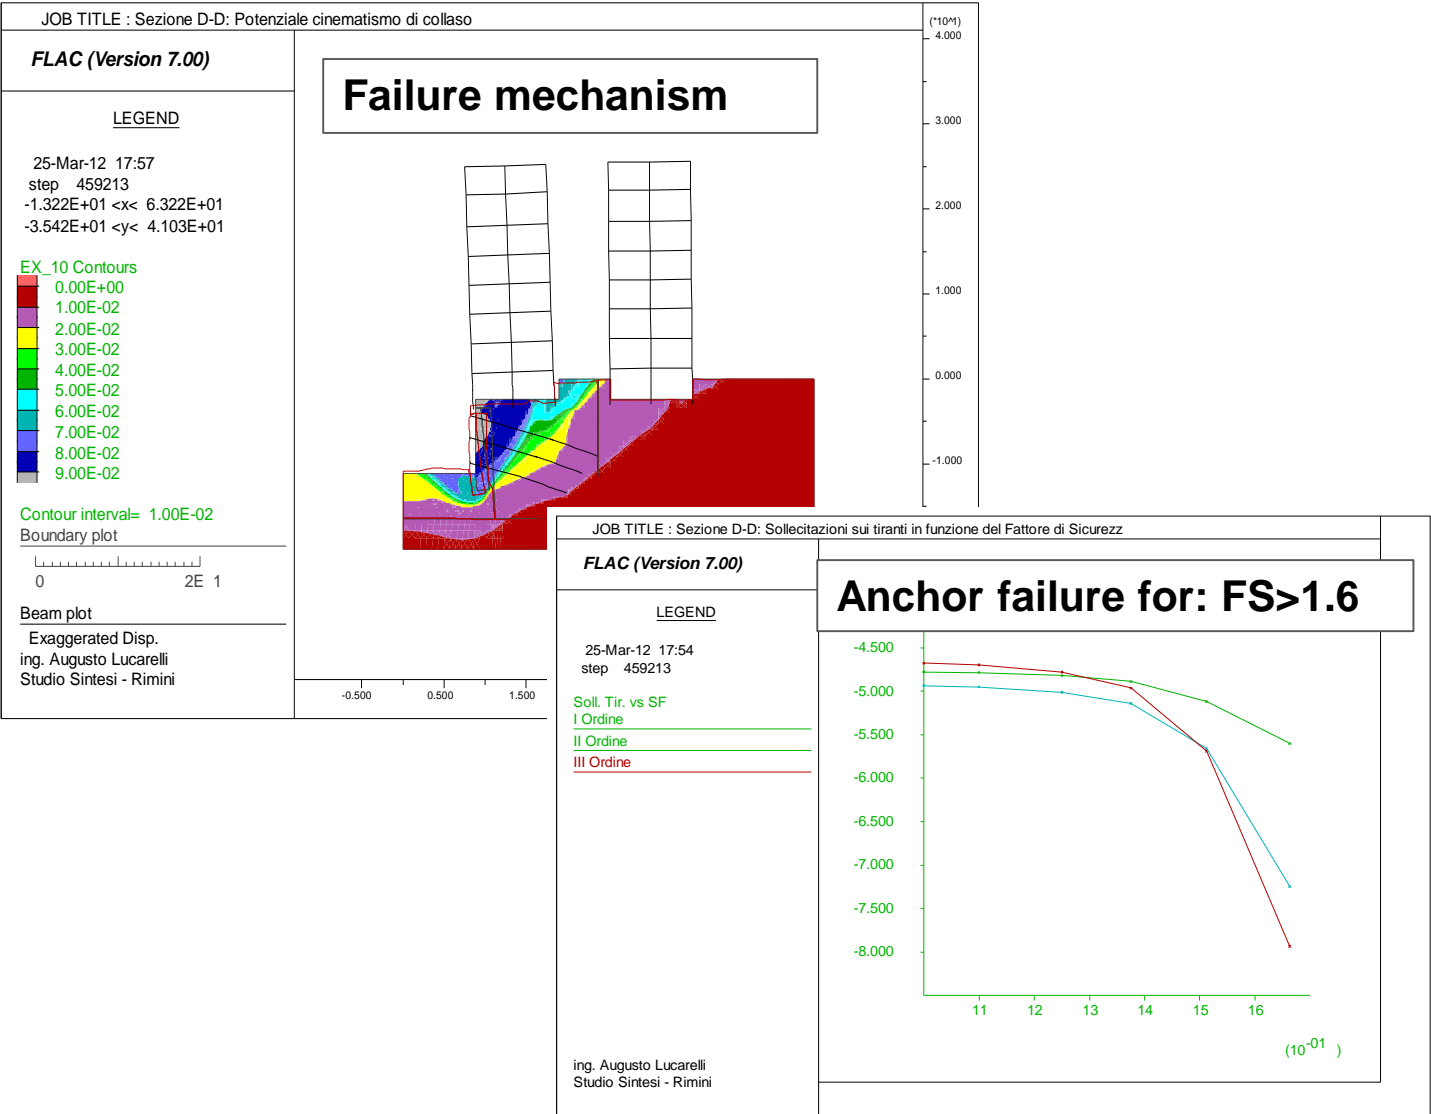 JOB TITLE : Sezione D-D: Potenziale cinematismo di collaso
FLAC (Version 7.00)
LEGEND
25-Mar-12 17:57
step 459213
-1.322E+01 <x< 6.322E+01
-3.542E+01 <y< 4.103E+01
EX_10 Contours
0.00E+00
1.00E-02
2.00E-02
3.00E-02
4.00E-02
5.00E-02
6.00E-02
7.00E-02
8.00E-02
9.00E-02
Contour interval= 1.00E-02
Boundary plot
0 2E 1
Beam plot
Exaggerated Disp.
ing. Augusto Lucarelli
Studio Sintesi - Rimini
Failure mechanism
(*10^1)
4.000
3.000
2.000
1.000
0.000
-1.000
-0.500 0.500 1.500
JOB TITLE : Sezione D-D: Sollecitazioni sui tiranti in funzione del Fattore di Sicurezz
FLAC (Version 7.00)
LEGEND
25-Mar-12 17:54
step 459213
Soll. Tir. vs SF
I Ordine
II Ordine
III Ordine
ing. Augusto Lucarelli
Studio Sintesi - Rimini
Anchor failure for: FS>1.6
-4.500
-5.000
-5.500
-6.000
-6.500
-7.000
-7.500
-8.000
11 12 13 14 15 16
(10-01 )